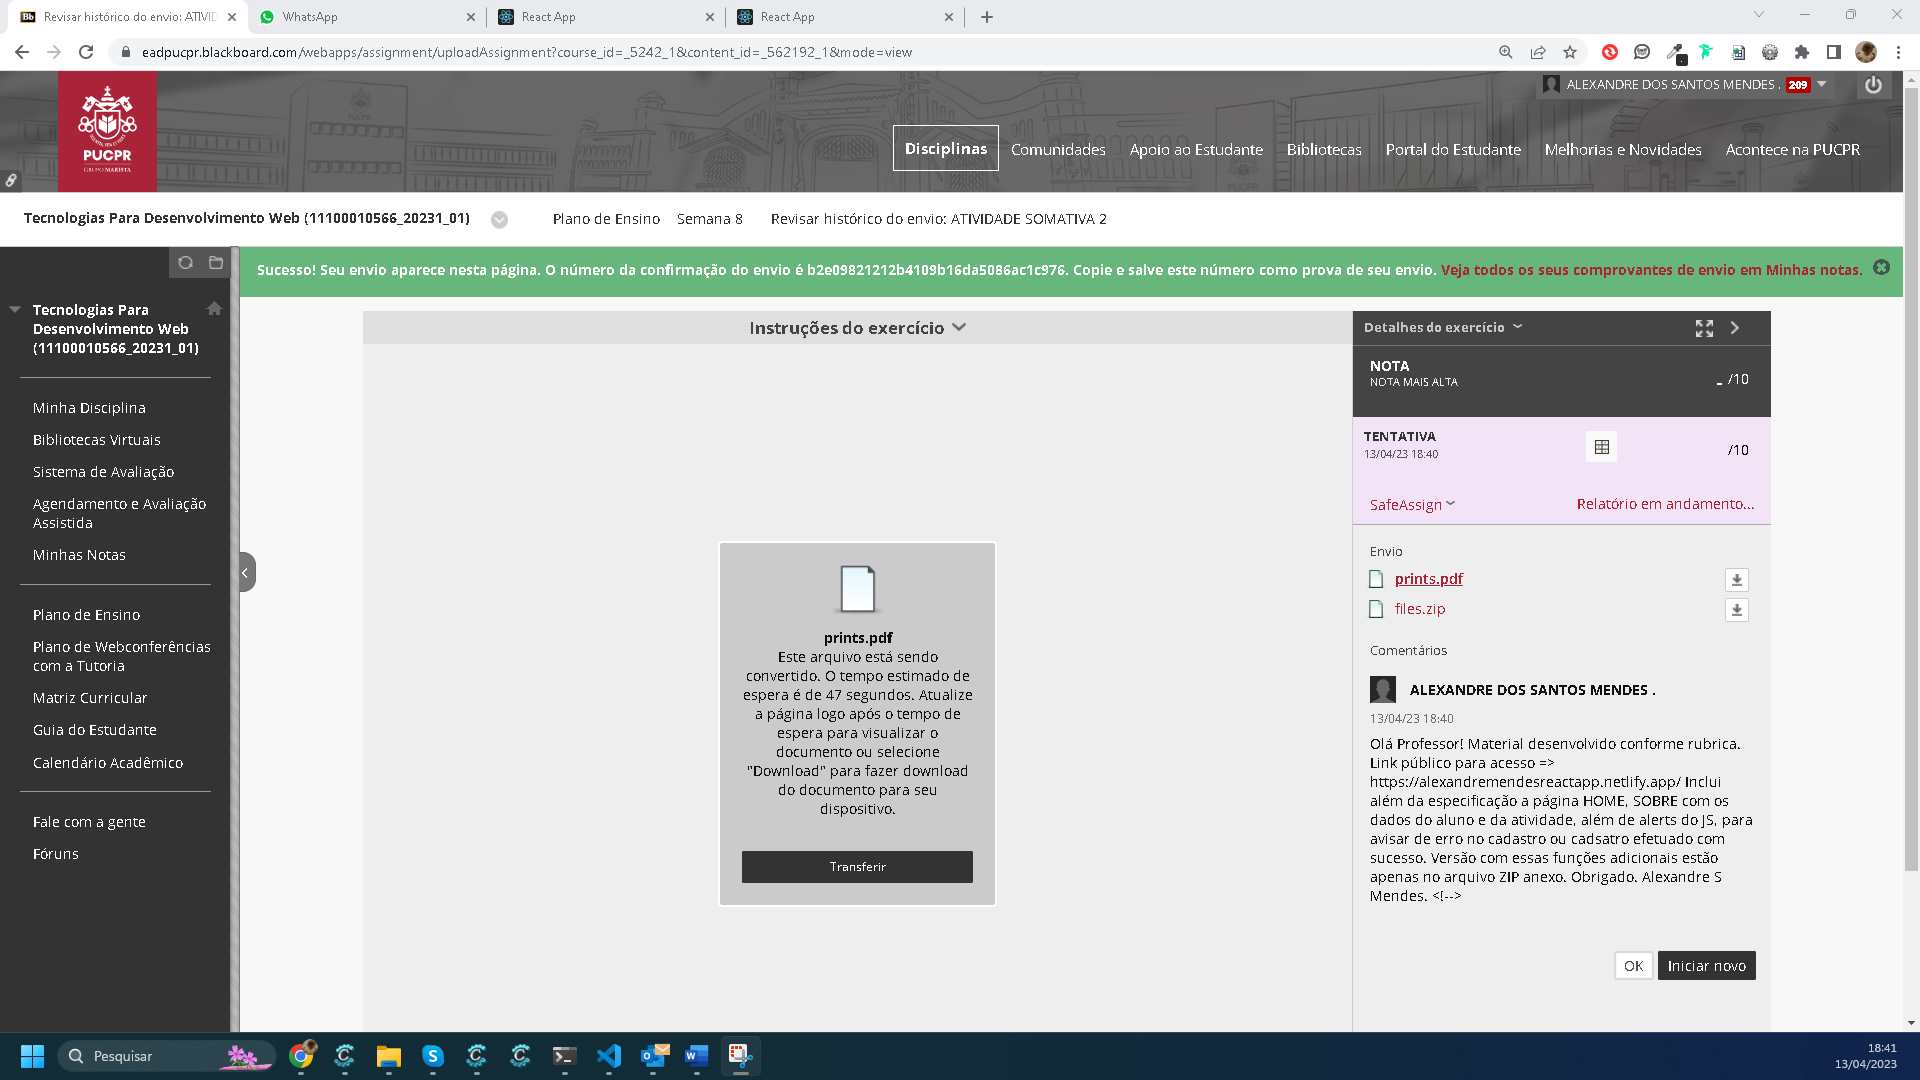 Revisar histórico do envio: ATIVID
WhatsApp
React App
React App
eadpucpr.blackboard.com/webapps/assignment/uploadAssignment?course_id=_5242_1&content_id=_562192_1&mode=view
ALEXANDRE DOS SANTOS MENDES . 209
PUCPR
GRUPO MARISTA
Disciplinas
Comunidades
Apoio ao Estudante
Bibliotecas
Portal do Estudante
Melhorias e Novidades
Acontece na PUCPR
Tecnologias Para Desenvolvimento Web (11100010566_20231_01)
Plano de Ensino
Semana 8
Revisar histórico do envio: ATIVIDADE SOMATIVA 2
Sucesso! Seu envio aparece nesta página. O número da confirmação do envio é b2e09821212b4109b16da5086ac1c976. Copie e salve este número como prova de seu envio. Veja todos os seus comprovantes de envio em Minhas notas.
Tecnologias Para
Desenvolvimento Web
(11100010566_20231_01)
Minha Disciplina
Bibliotecas Virtuais
Sistema de Avaliação
Agendamento e Avaliação
Assistida
Minhas Notas
Plano de Ensino
Plano de Webconferências
com a Tutoria
Matriz Curricular
Guia do Estudante
Calendário Acadêmico
Fale com a gente
Fóruns
Instruções do exercício
prints.pdf
Este arquivo está sendo
convertido. O tempo estimado de
espera é de 47 segundos. Atualize
a página logo após o tempo de
espera para visualizar o
documento ou selecione
"Download" para fazer download
do documento para seu
dispositivo.
Transferir
Detalhes do exercício
NOTA
NOTA MAIS ALTA
- /10
TENTATIVA
13/04/23 18:40
/10
SafeAssign
Relatório em andamento...
Envio
prints.pdf
files.zip
Comentários
ALEXANDRE DOS SANTOS MENDES .
13/04/23 18:40
Olá Professor! Material desenvolvido conforme rubrica.
Link público para acesso =>
https://alexandremendesreactapp.netlify.app/ Inclui
além da especificação a página HOME, SOBRE com os
dados do aluno e da atividade, além de alerts do JS, para
avisar de erro no cadastro ou cadsatro efetuado com
sucesso. Versão com essas funções adicionais estão
apenas no arquivo ZIP anexo. Obrigado. Alexandre S
Mendes. <!-->
OK
Iniciar novo
Pesquisar
18:41
13/04/2023